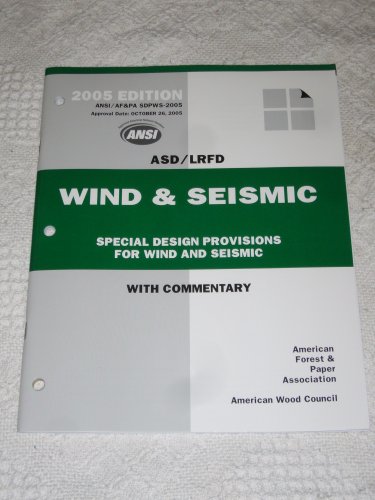 2005 EDITION
ANSI/AF&PA SDPWS-2005
Approval Date: OCTOBER 26, 2005
ANSI
ASD/LRFD
WIND & SEISMIC
SPECIAL DESIGN PROVISIONS
FOR WIND AND SEISMIC
WITH COMMENTARY
American
Forest &
Paper
Association
American Wood Council